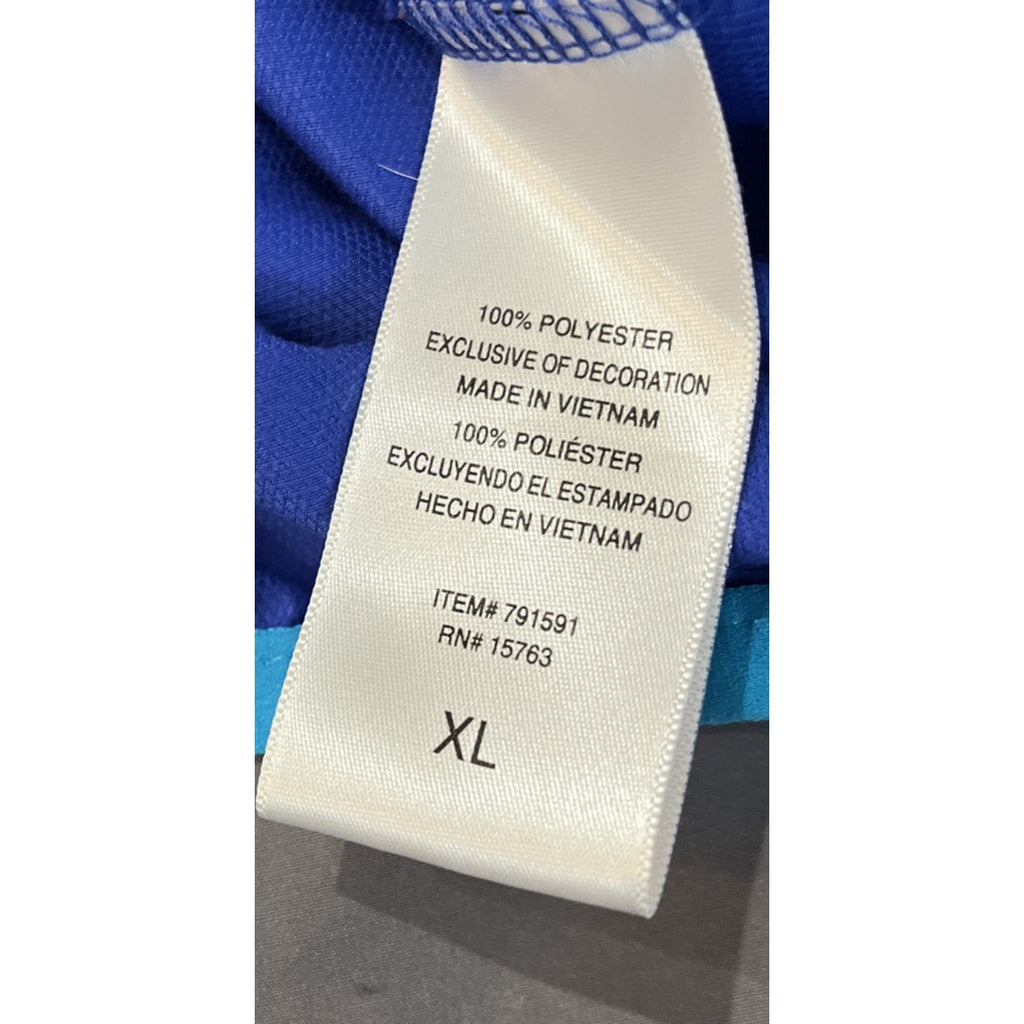 100% POLYESTER
EXCLUSIVE OF DECORATION
MADE IN VIETNAM
100% POLIÉSTER
EXCLUYENDO EL ESTAMPADO
HECHO EN VIETNAM
ITEM# 791591
RN# 15763
XL